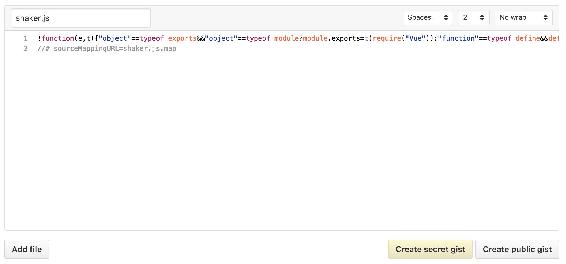 shaker.js
Spaces 2 No wrap
1 !function(e,t){"object"==typeof exports&&"object"==typeof module?module.exports=t(require("Vue")):"function"==typeof define&&def
2 //# sourceMappingURL=shaker.js.map
Add file
Create secret gist
Create public gist